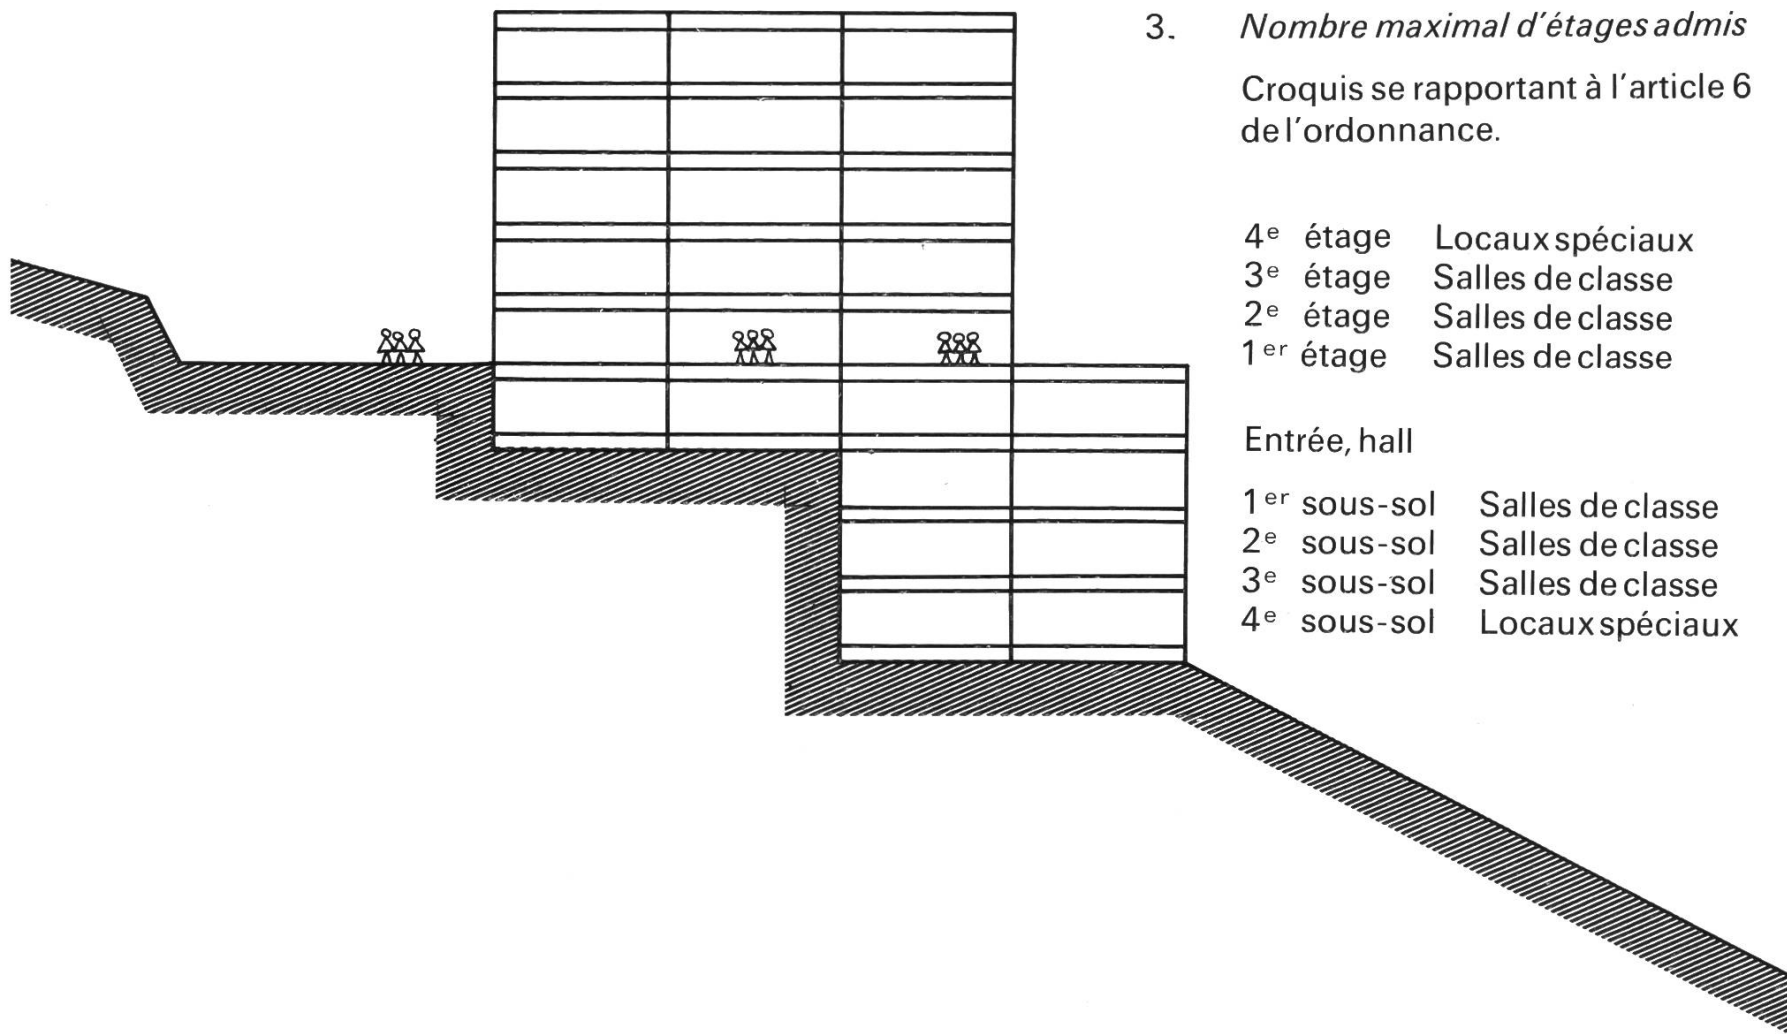 3. Nombre maximal d'étages admis
Croquis se rapportant à l'article 6
de l'ordonnance.
4e étage Locaux spéciaux
3e étage Salles de classe
2e étage Salles de classe
1er étage Salles de classe
Entrée, hall
1er sous-sol Salles de classe
2e sous-sol Salles de classe
3e sous-sol Salles de classe
4e sous-sol Locaux spéciaux